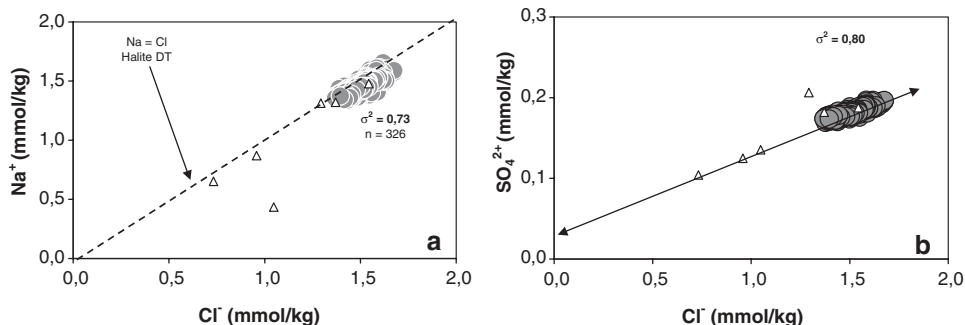 2,0
1,5
1,0
0,5
0,0
Na⁺ (mmol/kg)
Na = Cl
Halite DT
σ² = 0,73
n = 326
a
0,0 0,5 1,0 1,5 2,0
Cl⁻ (mmol/kg)
0,3
0,2
0,1
0,0
SO₄²⁺ (mmol/kg)
σ² = 0,80
b
0,0 0,5 1,0 1,5 2,0
Cl⁻ (mmol/kg)